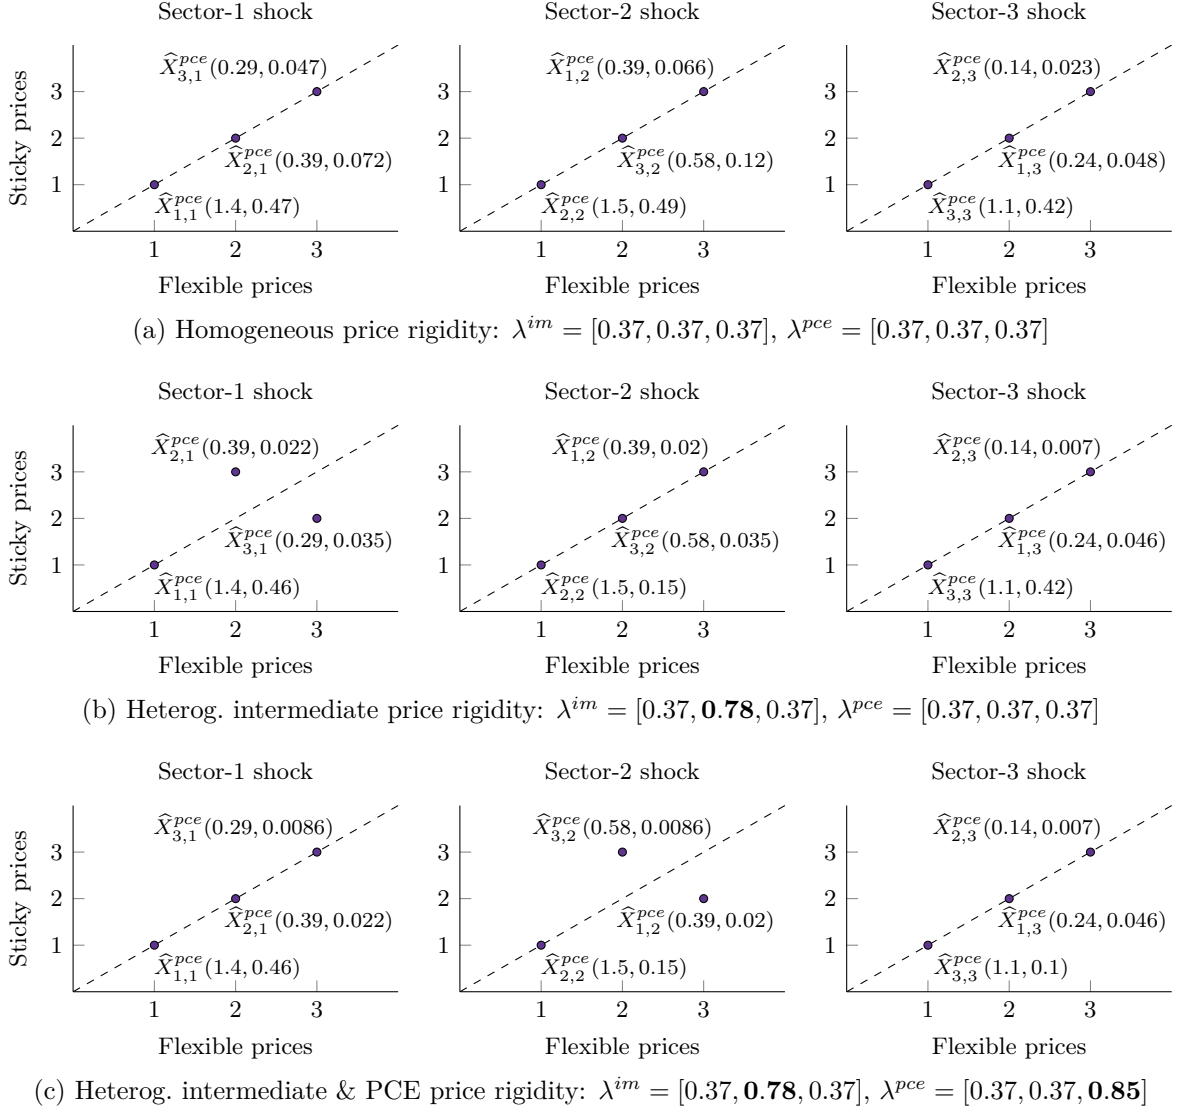 Sector-1 shock Sector-2 shock Sector-3 shock
X̂^{pce}_{3,1}(0.29, 0.047) X̂^{pce}_{1,2}(0.39, 0.066) X̂^{pce}_{2,3}(0.14, 0.023)
3 3 3
2 2 2
X̂^{pce}_{2,1}(0.39, 0.072) X̂^{pce}_{3,2}(0.58, 0.12) X̂^{pce}_{1,3}(0.24, 0.048)
1 1 1
X̂^{pce}_{1,1}(1.4, 0.47) X̂^{pce}_{2,2}(1.5, 0.49) X̂^{pce}_{3,3}(1.1, 0.42)
Sticky prices
1 2 3 1 2 3 1 2 3
Flexible prices Flexible prices Flexible prices
(a) Homogeneous price rigidity: λ^{im} = [0.37, 0.37, 0.37], λ^{pce} = [0.37, 0.37, 0.37]
Sector-1 shock Sector-2 shock Sector-3 shock
X̂^{pce}_{2,1}(0.39, 0.022) X̂^{pce}_{1,2}(0.39, 0.02) X̂^{pce}_{2,3}(0.14, 0.007)
3 3 3
2 2 2
X̂^{pce}_{3,1}(0.29, 0.035) X̂^{pce}_{3,2}(0.58, 0.035) X̂^{pce}_{1,3}(0.24, 0.046)
1 1 1
X̂^{pce}_{1,1}(1.4, 0.46) X̂^{pce}_{2,2}(1.5, 0.15) X̂^{pce}_{3,3}(1.1, 0.42)
Sticky prices
1 2 3 1 2 3 1 2 3
Flexible prices Flexible prices Flexible prices
(b) Heterog. intermediate price rigidity: λ^{im} = [0.37, 0.78, 0.37], λ^{pce} = [0.37, 0.37, 0.37]
Sector-1 shock Sector-2 shock Sector-3 shock
X̂^{pce}_{3,1}(0.29, 0.0086) X̂^{pce}_{3,2}(0.58, 0.0086) X̂^{pce}_{2,3}(0.14, 0.007)
3 3 3
2 2 2
X̂^{pce}_{2,1}(0.39, 0.022) X̂^{pce}_{1,2}(0.39, 0.02) X̂^{pce}_{1,3}(0.24, 0.046)
1 1 1
X̂^{pce}_{1,1}(1.4, 0.46) X̂^{pce}_{2,2}(1.5, 0.15) X̂^{pce}_{3,3}(1.1, 0.1)
Sticky prices
1 2 3 1 2 3 1 2 3
Flexible prices Flexible prices Flexible prices
(c) Heterog. intermediate & PCE price rigidity: λ^{im} = [0.37, 0.78, 0.37], λ^{pce} = [0.37, 0.37, 0.85]